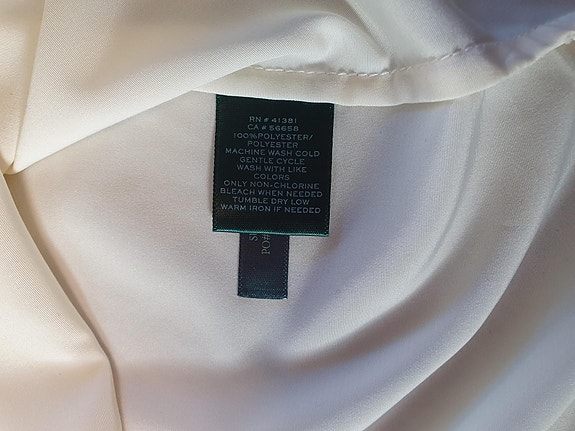 RN # 41381
CA # 56658
100%POLYESTER/
POLYESTER
MACHINE WASH COLD
GENTLE CYCLE
WASH WITH LIKE
COLORS
ONLY NON-CHLORINE
BLEACH WHEN NEEDED
TUMBLE DRY LOW
WARM IRON IF NEEDED
PO#